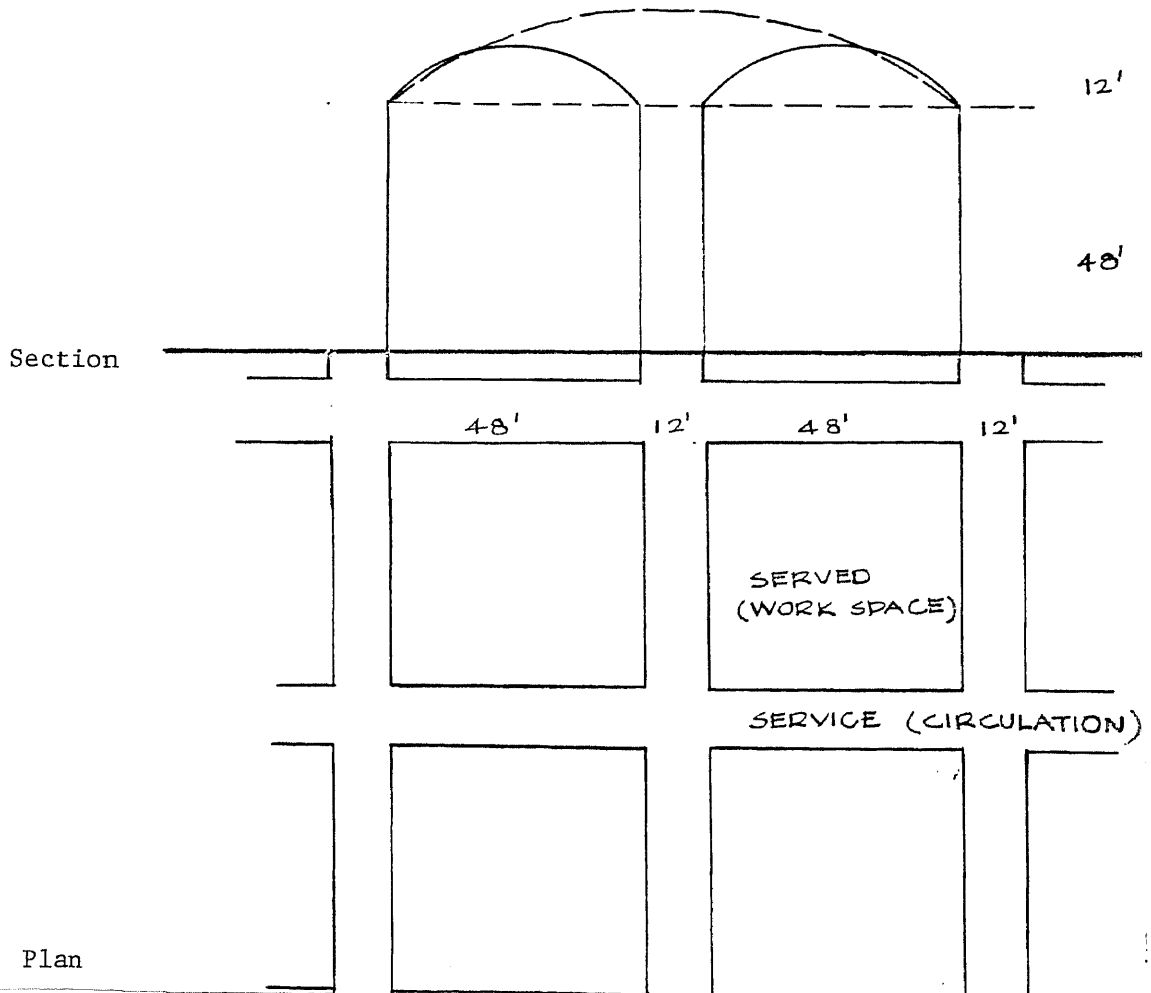 12'
48'
Section
48' 12' 48' 12'
SERVED
(WORK SPACE)
SERVICE (CIRCULATION)
Plan